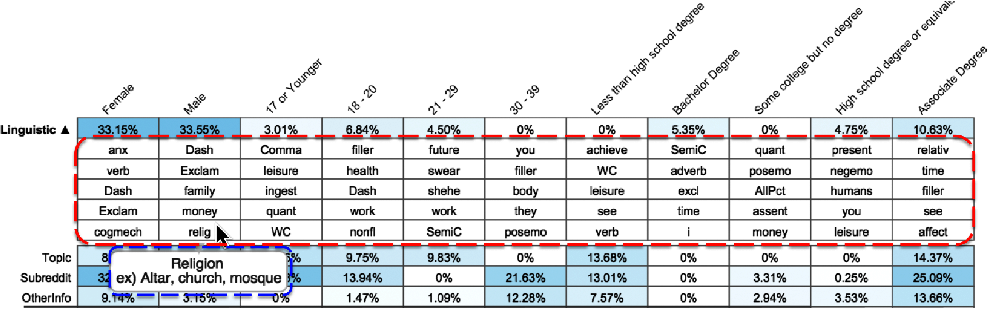 Female Male 17 or Younger 18 - 20 21 - 29 30 - 39 Less than high school degree Bachelor Degree Some college but no degree High school degree or Associate Degree
Linguistic ▲ 33.15% 33.55% 3.01% 6.84% 4.50% 0% 0% 5.35% 0% 4.75% 10.63%
anx Dash Comma filler future you achieve SemiC quant present relativ
verb Exclam leisure health swear filler WC adverb posemo negemo time
Dash family ingest Dash shehe body leisure excl AllPct humans filler
Exclam money quant work work they see time assent you see
cogmech relig WC nonfl SemiC posemo verb i money leisure affect
Topic 9.75% 9.83% 0% 13.68% 0% 0% 0% 14.37%
Religion
Subreddit 13.94% 0% 21.63% 13.01% 0% 3.31% 0.25% 25.09%
ex) Altar, church, mosque
OtherInfo 9.14% 3.15% 0% 1.47% 1.09% 12.28% 7.57% 0% 2.94% 3.53% 13.66%